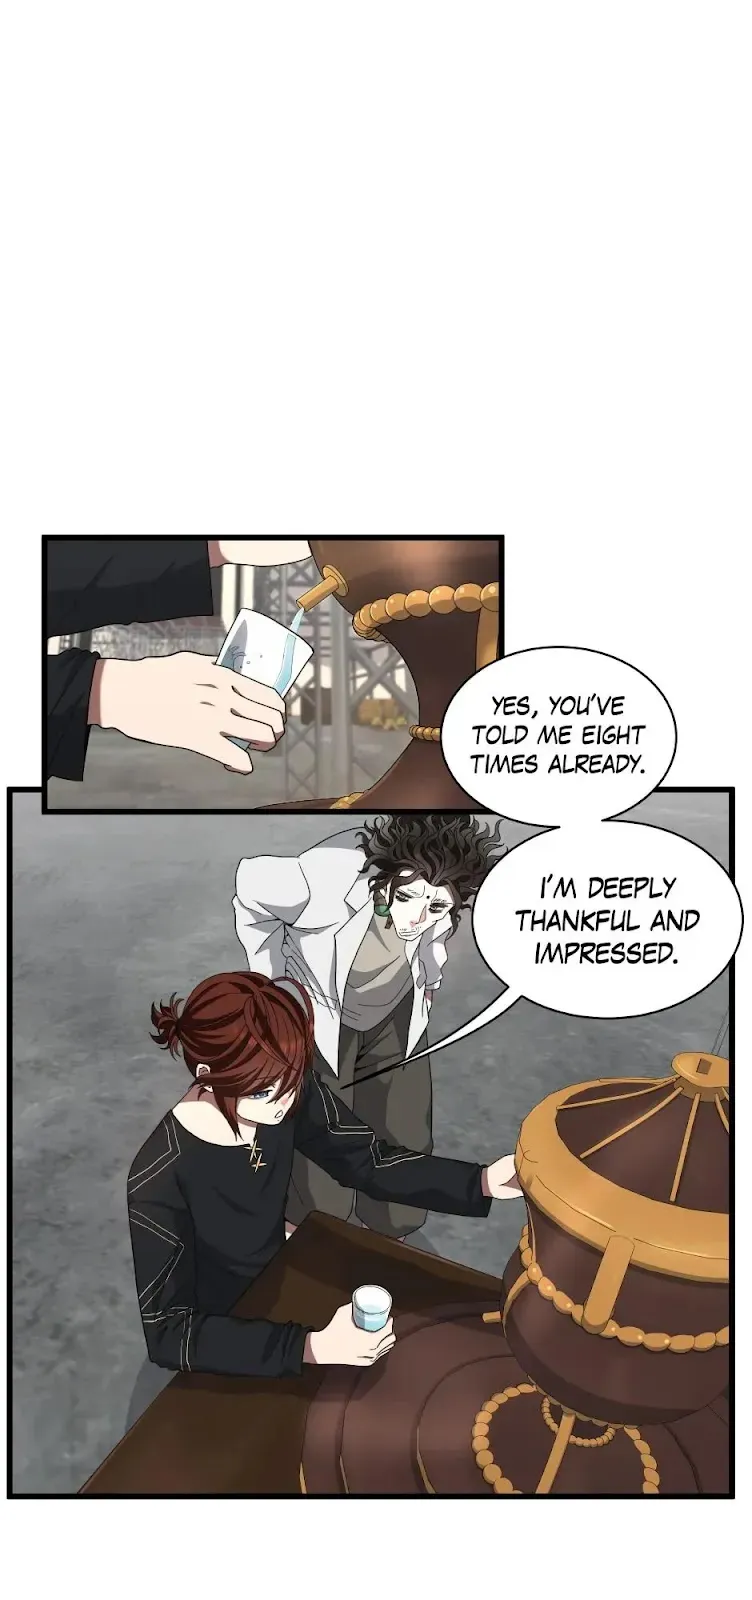 YES, YOU'VE
TOLD ME EIGHT
TIMES ALREADY.
I'M DEEPLY
THANKFUL AND
IMPRESSED.